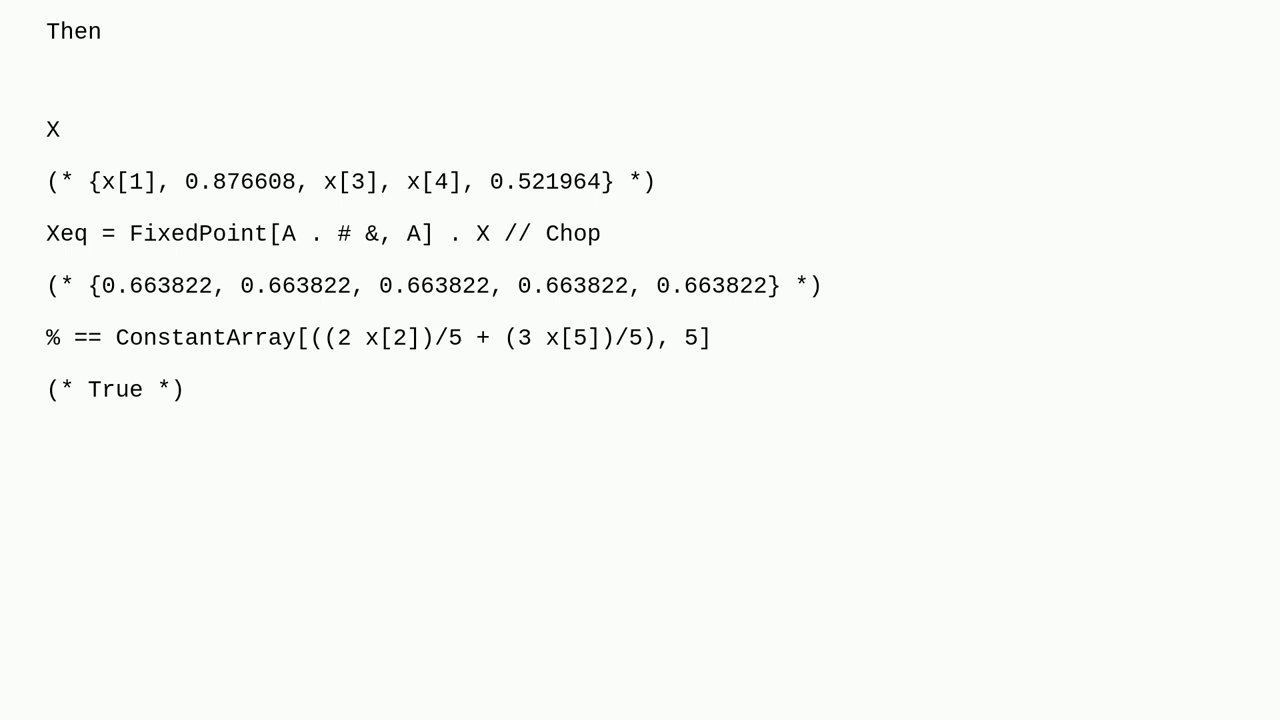 Then
X
(* {x[1], 0.876608, x[3], x[4], 0.521964} *)
Xeq = FixedPoint[A . # &, A] . X // Chop
(* {0.663822, 0.663822, 0.663822, 0.663822, 0.663822} *)
% == ConstantArray[((2 x[2])/5 + (3 x[5])/5), 5]
(* True *)